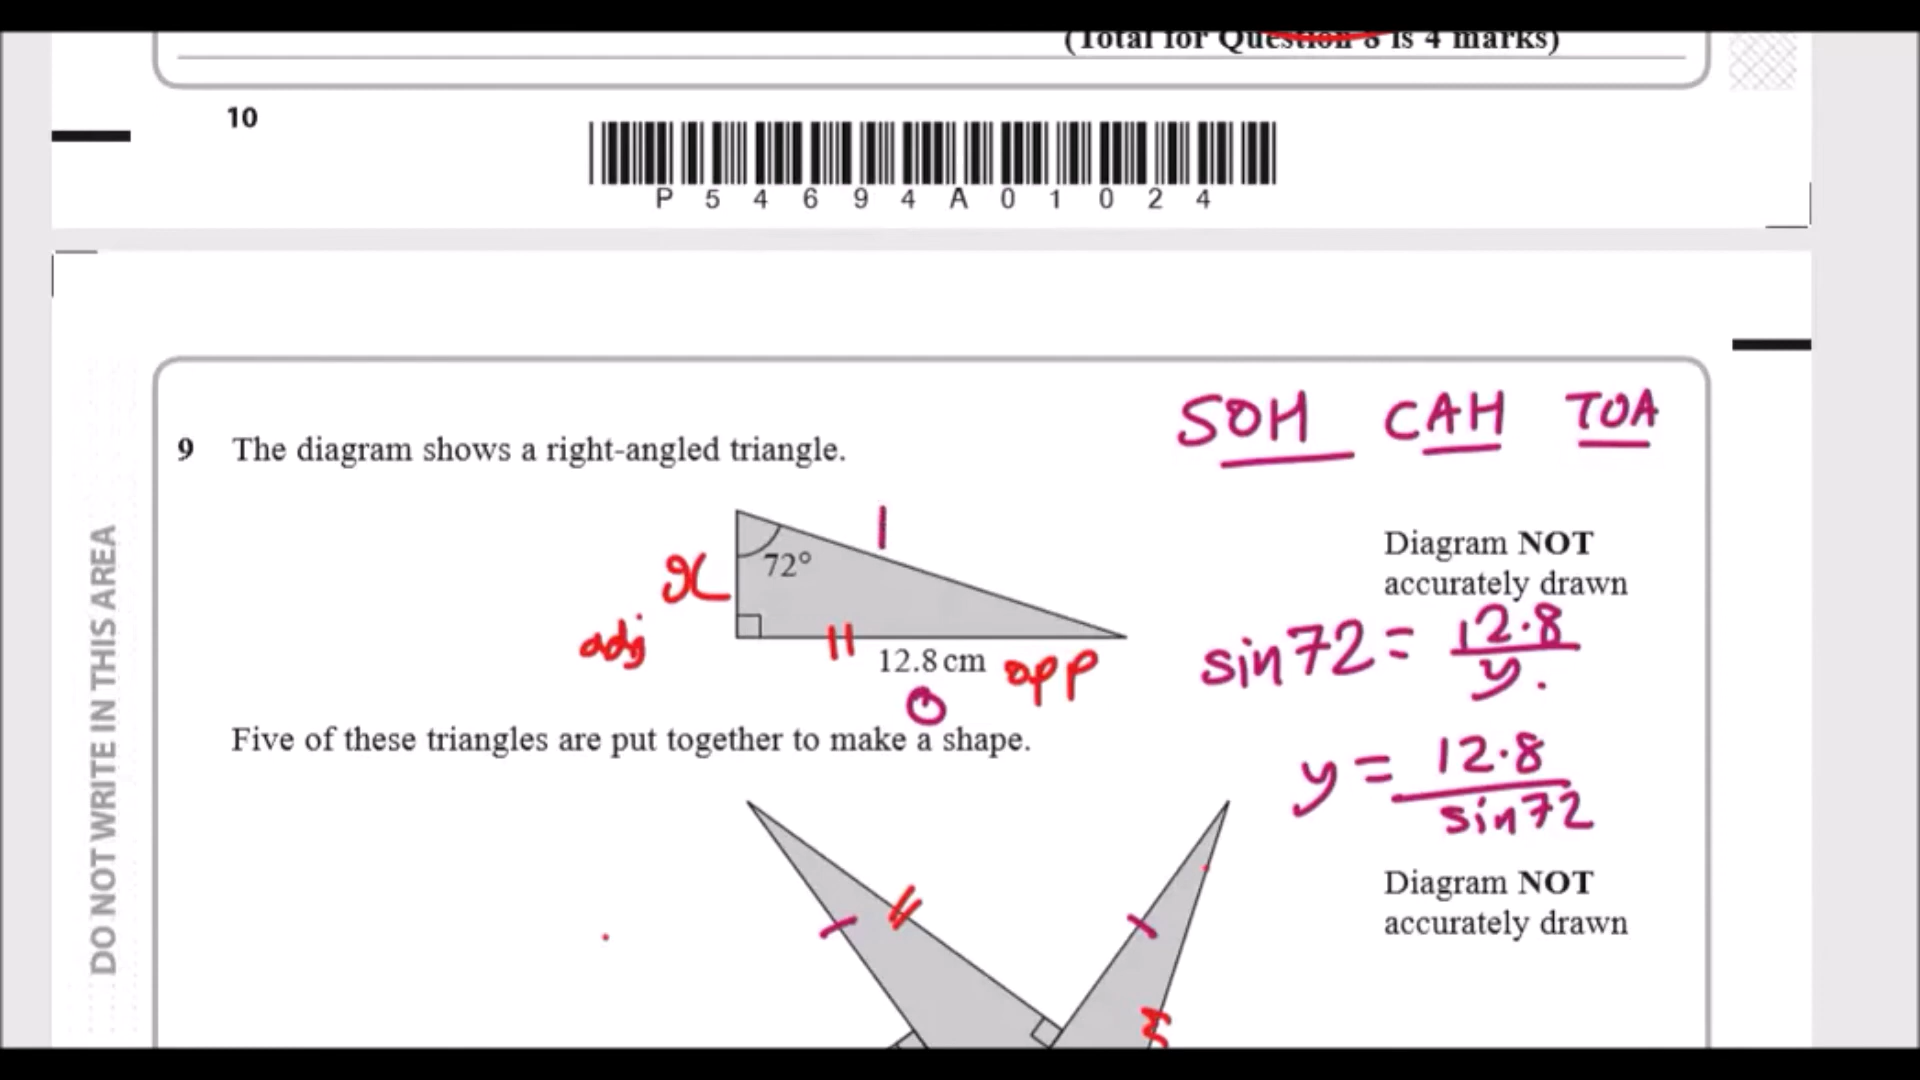 (Total for Question 8 is 4 marks)
10
P 5 4 6 9 4 A 0 1 0 2 4
DO NOT WRITE IN THIS AREA
SOH CAH TOA
9 The diagram shows a right-angled triangle.
Diagram NOT
accurately drawn
72°
x
adj
12.8 cm
opp
O
sin72 = 12.8
y.
Five of these triangles are put together to make a shape.
y = 12.8
sin72
Diagram NOT
accurately drawn